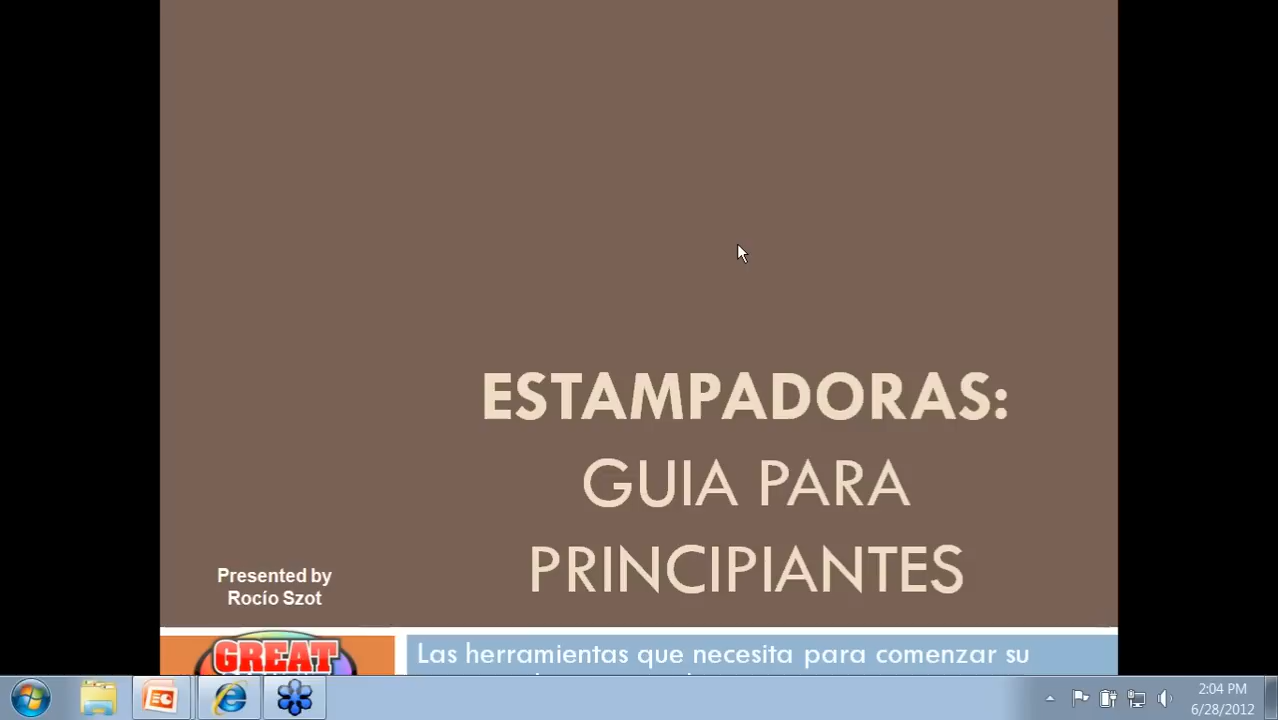 ESTAMPADORAS:
GUIA PARA
PRINCIPIANTES
Presented by
Rocío Szot
GREAT
Las herramientas que necesita para comenzar su
2:04 PM
6/28/2012